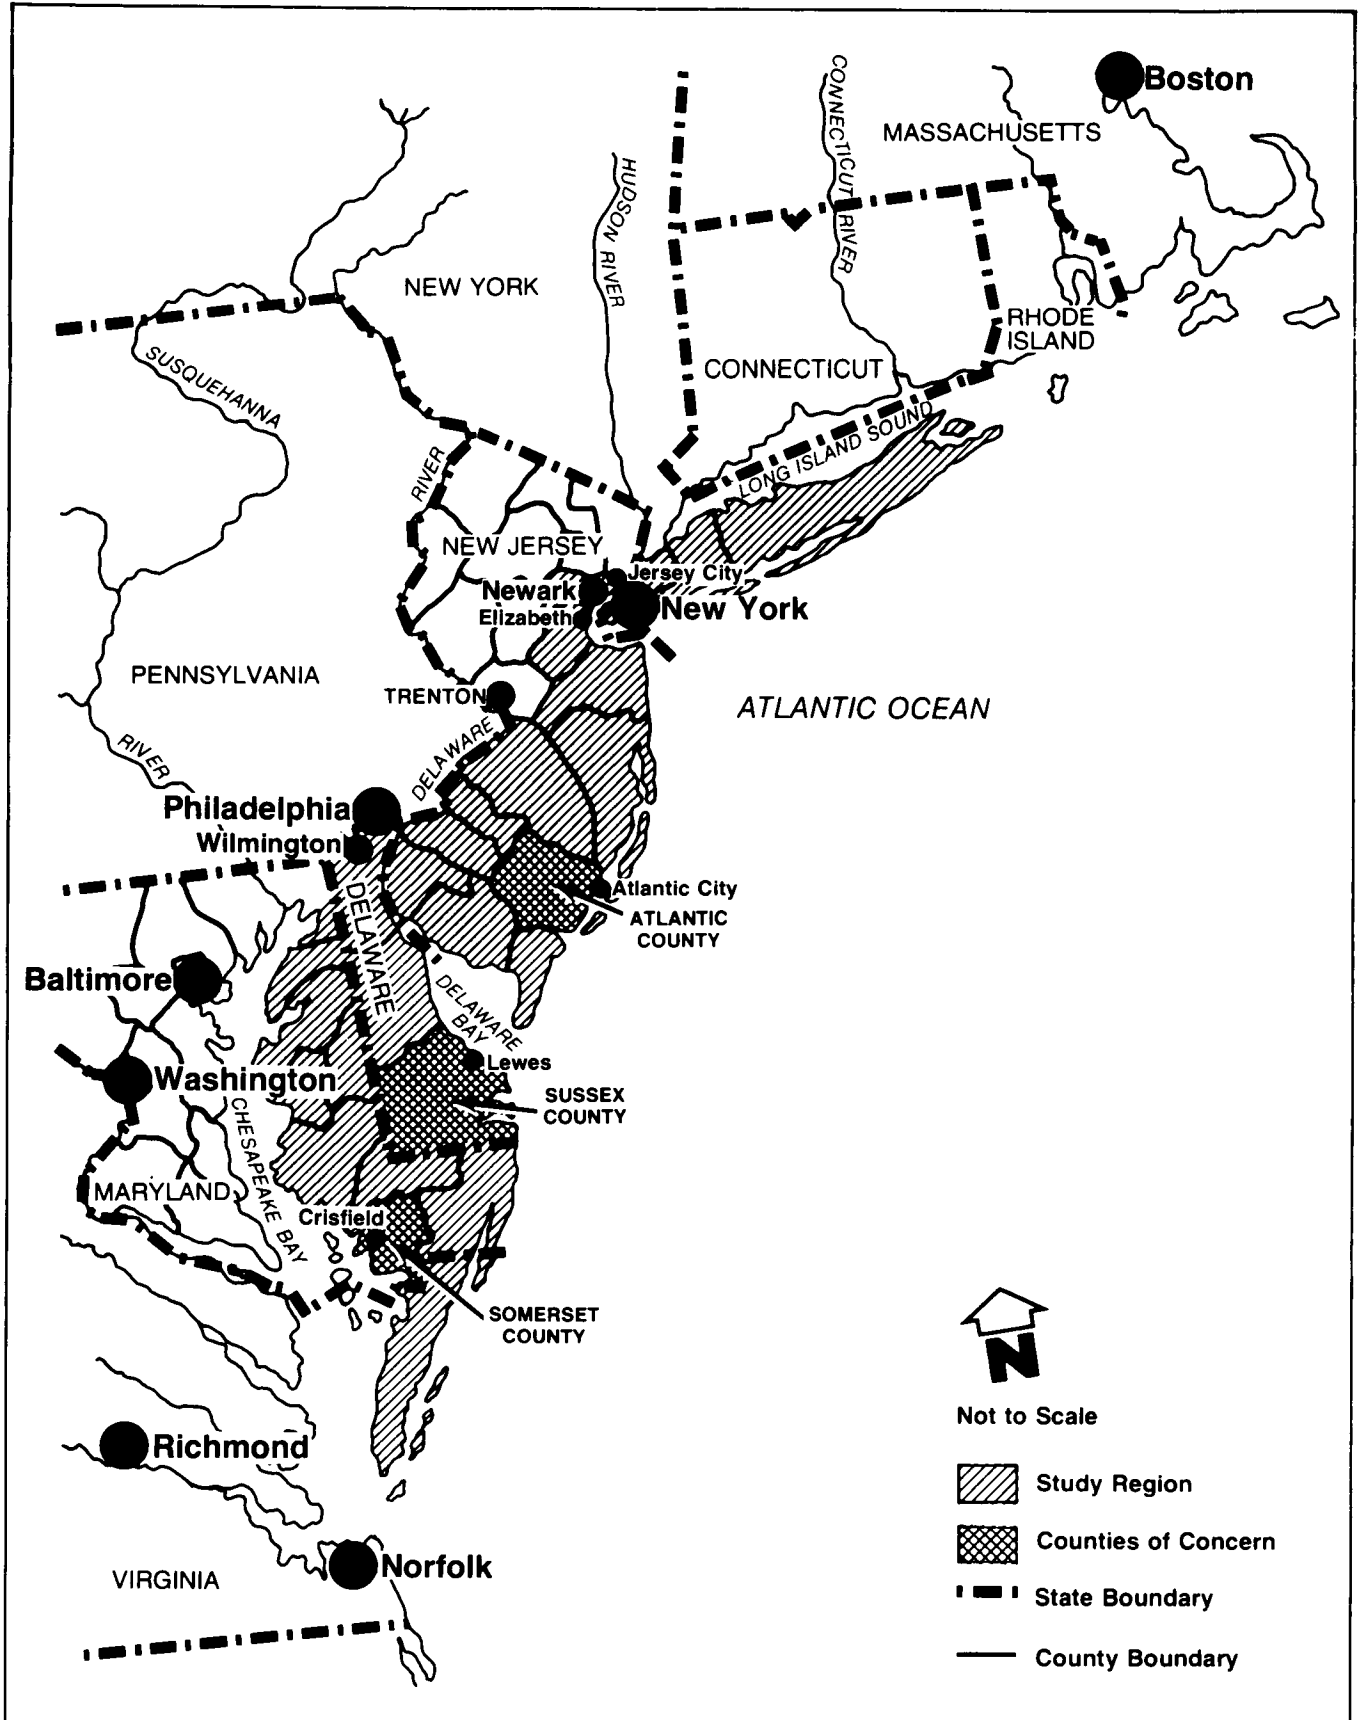 Boston
MASSACHUSETTS
CONNECTICUT RIVER
HUDSON RIVER
NEW YORK
RHODE
ISLAND
SUSQUEHANNA
CONNECTICUT
LONG ISLAND SOUND
RIVER
NEW JERSEY
Jersey City
Newark
New York
Elizabeth
PENNSYLVANIA
TRENTON
ATLANTIC OCEAN
RIVER
DELAWARE
Philadelphia
Wilmington
DELAWARE
Atlantic City
ATLANTIC
COUNTY
Baltimore
DELAWARE
BAY
Lewes
Washington
SUSSEX
COUNTY
CHESAPEAKE BAY
MARYLAND
Crisfield
SOMERSET
COUNTY
N
Not to Scale
Richmond
Study Region
Counties of Concern
Norfolk
VIRGINIA
State Boundary
County Boundary